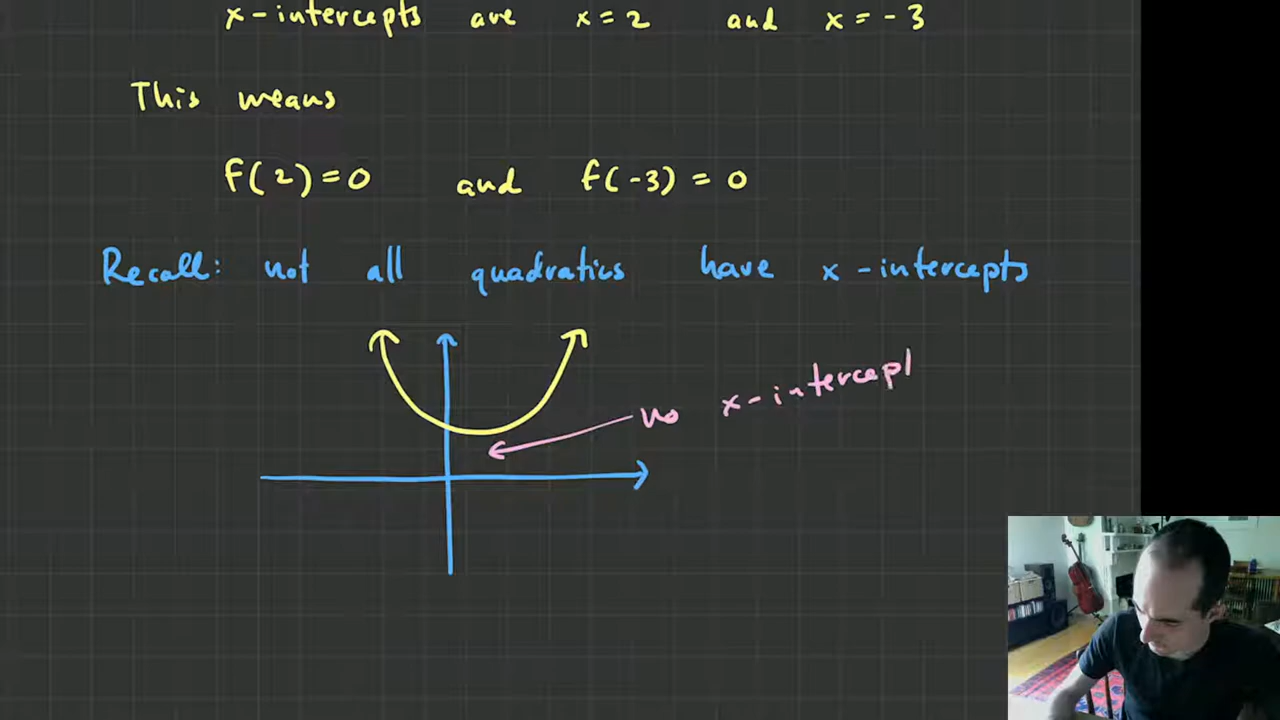 x-intercepts are x = 2 and x = -3
This means
f(2) = 0 and f(-3) = 0
Recall: not all quadratics have x-intercepts
no x-intercept